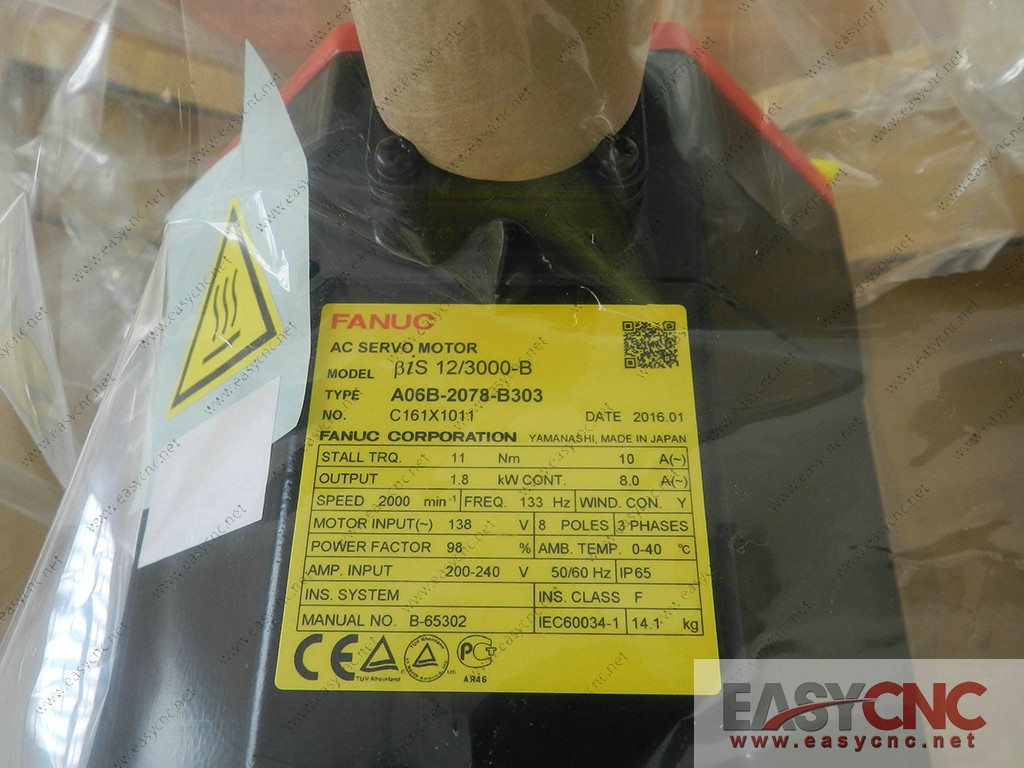 FANUC
AC SERVO MOTOR
MODEL βiS 12/3000-B
TYPE A06B-2078-B303
NO. C161X1011 DATE 2016.01
FANUC CORPORATION YAMANASHI, MADE IN JAPAN
STALL TRQ. 11 Nm 10 A(~)
OUTPUT 1.8 kW CONT. 8.0 A(~)
SPEED 2000 min⁻¹ FREQ. 133 Hz WIND. CON. Y
MOTOR INPUT(~) 138 V 8 POLES 3 PHASES
POWER FACTOR 98 % AMB. TEMP. 0-40 ℃
AMP. INPUT 200-240 V 50/60 Hz IP65
INS. SYSTEM INS. CLASS F
MANUAL NO. B-65302 IEC60034-1 14.1 kg
CE TUV Rheinland US AR46
EASYCNC
www.easycnc.net